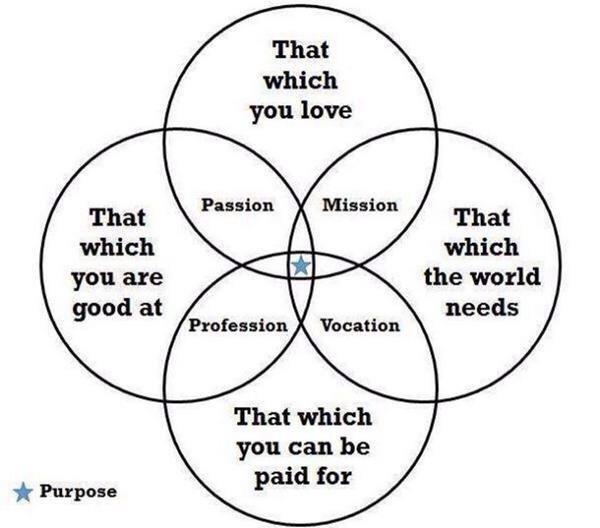 That
which
you love
Passion
Mission
That
which
you are
good at
That
which
the world
needs
Profession
Vocation
That which
you can be
paid for
Purpose